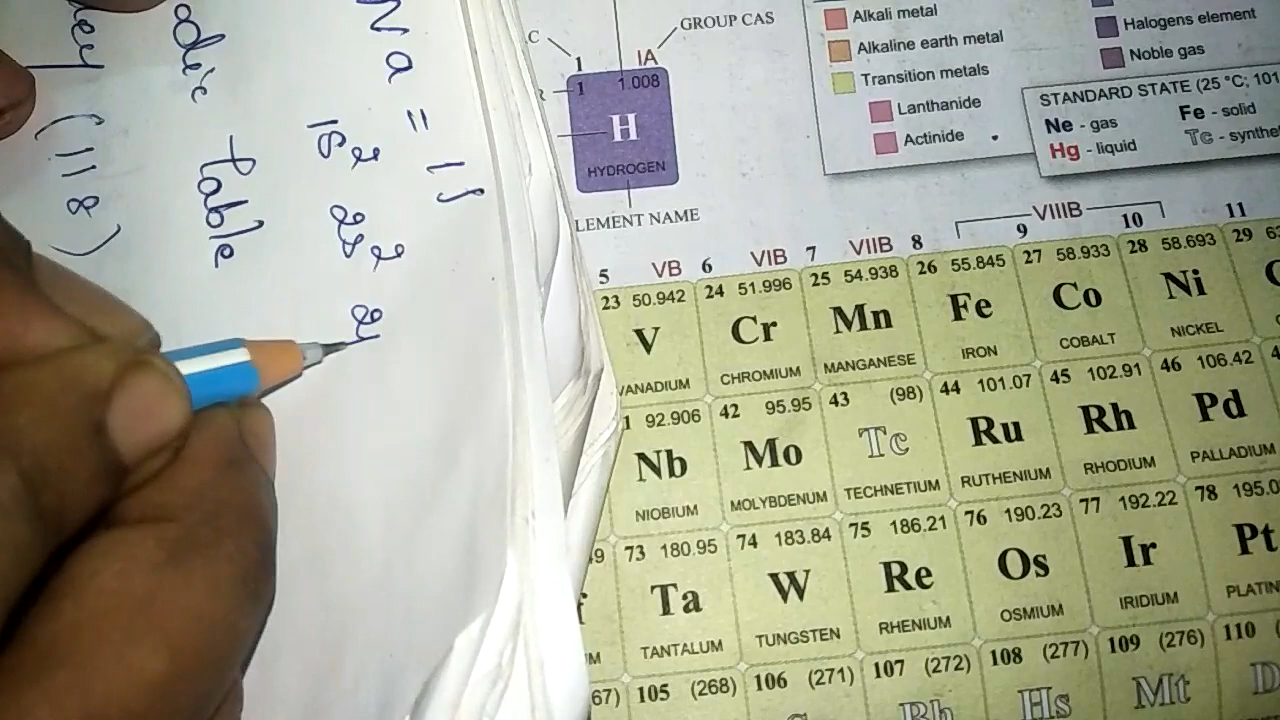 Na = 11
1s² 2s² 2
dic table
(118)
GROUP CAS
IA
C
1
1 1.008
H
HYDROGEN
LEMENT NAME
Alkali metal
Alkaline earth metal
Transition metals
Lanthanide
Actinide
Halogens element
Noble gas
STANDARD STATE (25 °C; 101
Ne - gas Fe - solid
Hg - liquid Tc - synthe
VIIIB
5 VB 6 VIB 7 VIIB 8 9 10 11
23 50.942 24 51.996 25 54.938 26 55.845 27 58.933 28 58.693 29 63
V Cr Mn Fe Co Ni C
VANADIUM CHROMIUM MANGANESE IRON COBALT NICKEL
1 92.906 42 95.95 43 (98) 44 101.07 45 102.91 46 106.42 4
Nb Mo Tc Ru Rh Pd
NIOBIUM MOLYBDENUM TECHNETIUM RUTHENIUM RHODIUM PALLADIUM
49 73 180.95 74 183.84 75 186.21 76 190.23 77 192.22 78 195.0
f Ta W Re Os Ir Pt
M TANTALUM TUNGSTEN RHENIUM OSMIUM IRIDIUM PLATIN
67) 105 (268) 106 (271) 107 (272) 108 (277) 109 (276) 110 (
Bh Hs Mt D